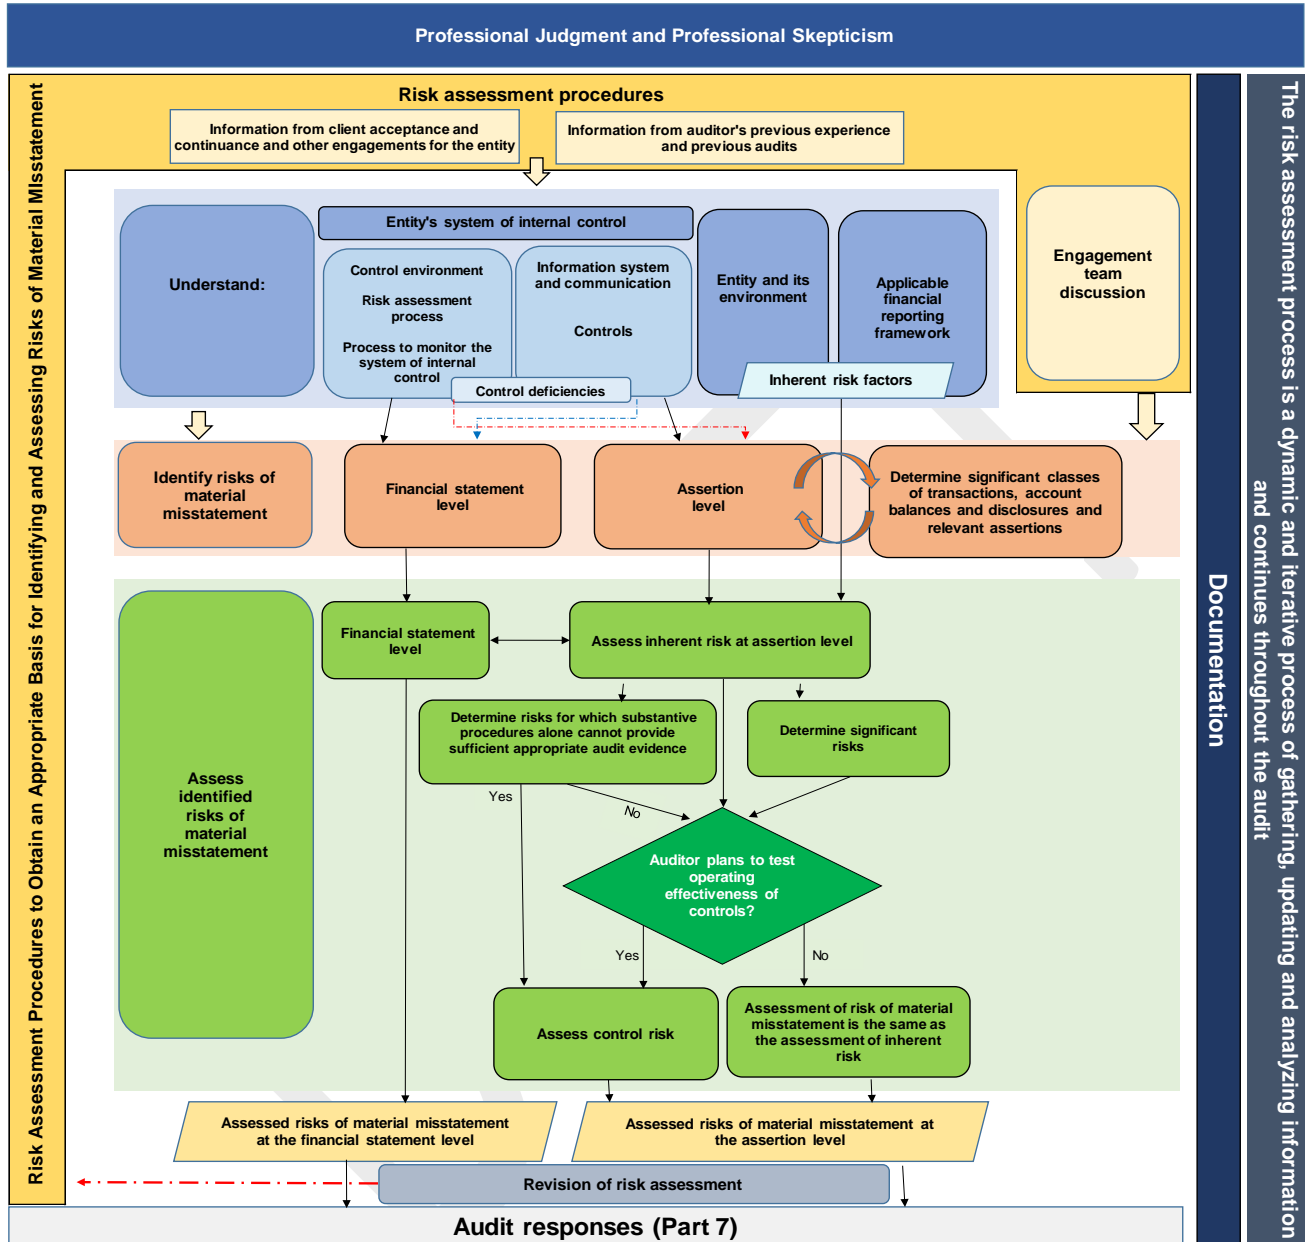 Professional Judgment and Professional Skepticism
Risk Assessment Procedures to Obtain an Appropriate Basis for Identifying and Assessing Risks of Material MIsstatement
Risk assessment procedures
Information from client acceptance and
continuance and other engagements for the entity
Information from auditor's previous experience
and previous audits
Understand:
Entity's system of internal control
Control environment
Risk assessment
process
Process to monitor the
system of internal
control
Information system
and communication
Controls
Control deficiencies
Entity and its
environment
Applicable
financial
reporting
framework
Inherent risk factors
Engagement
team
discussion
Identify risks of
material
misstatement
Financial statement
level
Assertion
level
Determine significant classes
of transactions, account
balances and disclosures and
relevant assertions
Assess
identified
risks of
material
misstatement
Financial statement
level
Assess inherent risk at assertion level
Determine risks for which substantive
procedures alone cannot provide
sufficient appropriate audit evidence
Determine significant
risks
Yes
No
Auditor plans to test
operating
effectiveness of
controls?
Yes
No
Assess control risk
Assessment of risk of material
misstatement is the same as
the assessment of inherent
risk
Assessed risks of material misstatement
at the financial statement level
Assessed risks of material misstatement at
the assertion level
Revision of risk assessment
Audit responses (Part 7)
Documentation
The risk assessment process is a dynamic and iterative process of gathering, updating and analyzing information
and continues throughout the audit